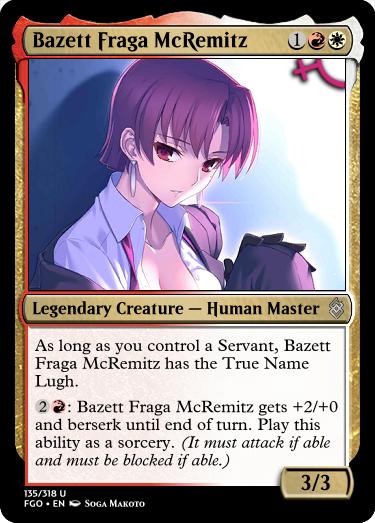 Bazett Fraga McRemitz 1
Legendary Creature — Human Master
As long as you control a Servant, Bazett
Fraga McRemitz has the True Name
Lugh.
2: Bazett Fraga McRemitz gets +2/+0
and berserk until end of turn. Play this
ability as a sorcery. (It must attack if able
and must be blocked if able.)
3/3
135/318 U
FGO • EN Soga Makoto